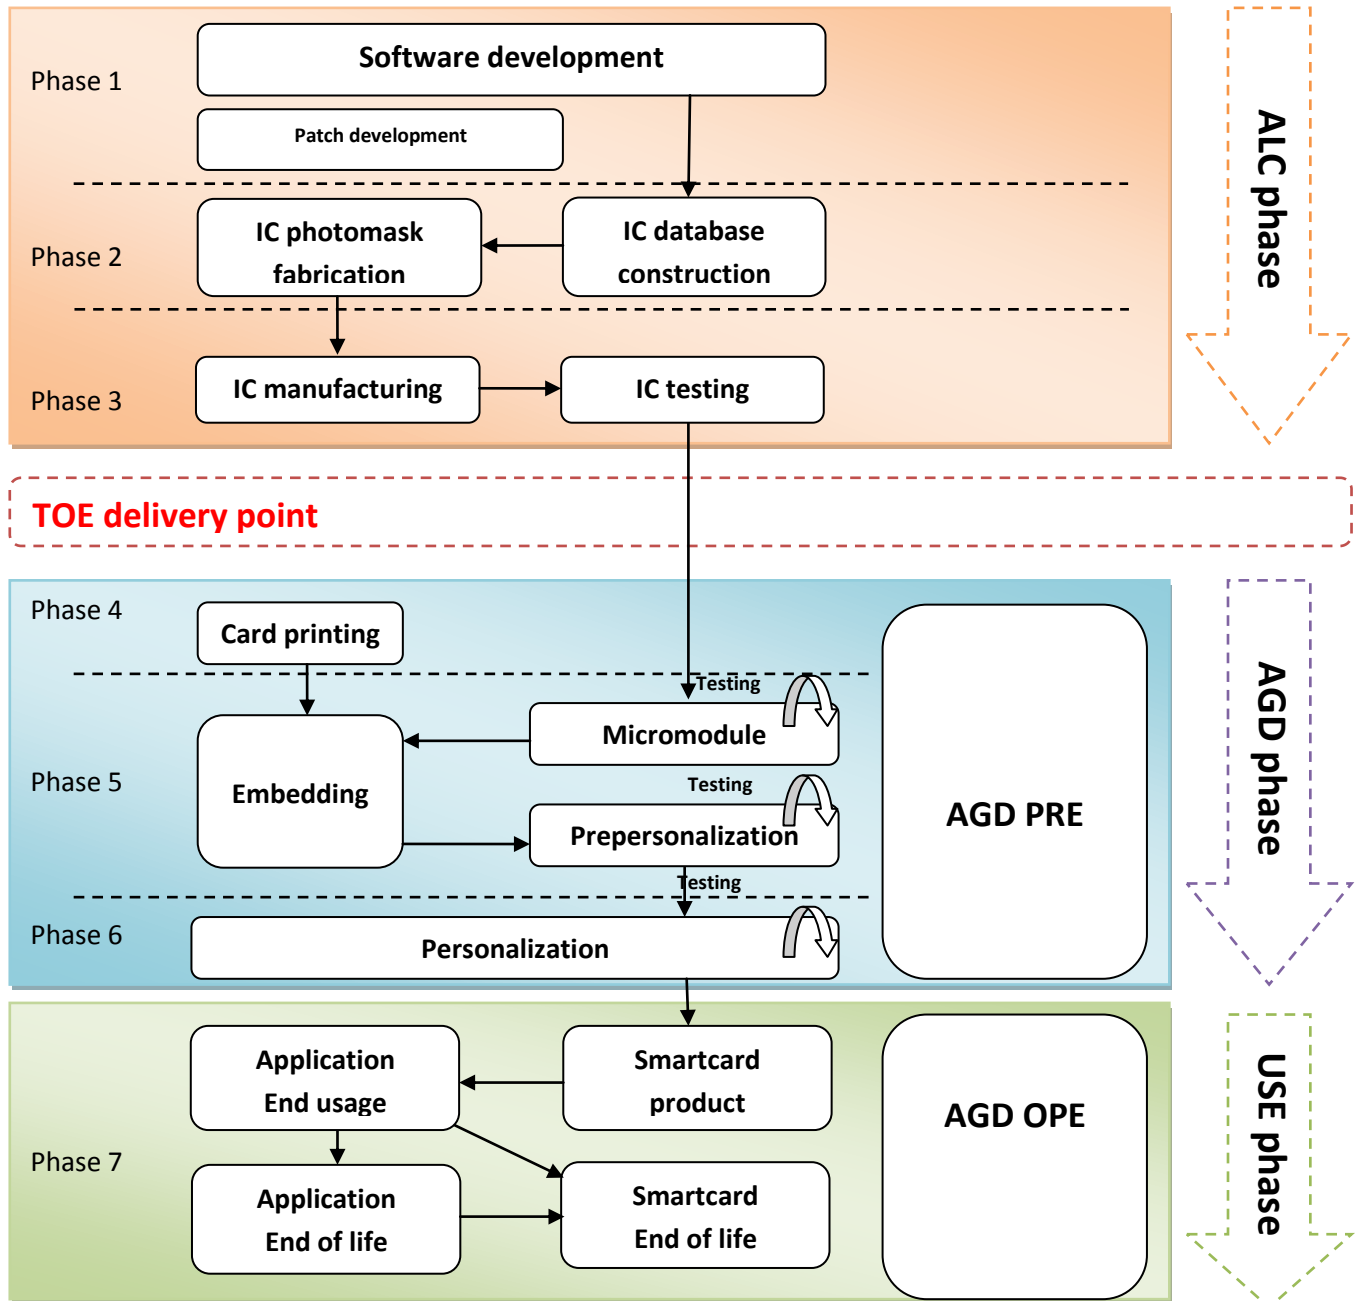 Software development
Phase 1
Patch development
ALC phase
IC photomask
fabrication
IC database
construction
Phase 2
IC manufacturing
IC testing
Phase 3
TOE delivery point
Phase 4
Card printing
Testing
Micromodule
AGD phase
Phase 5
Embedding
Testing
Prepersonalization
AGD PRE
Testing
Phase 6
Personalization
Application
End usage
Smartcard
product
AGD OPE
USE phase
Phase 7
Application
End of life
Smartcard
End of life